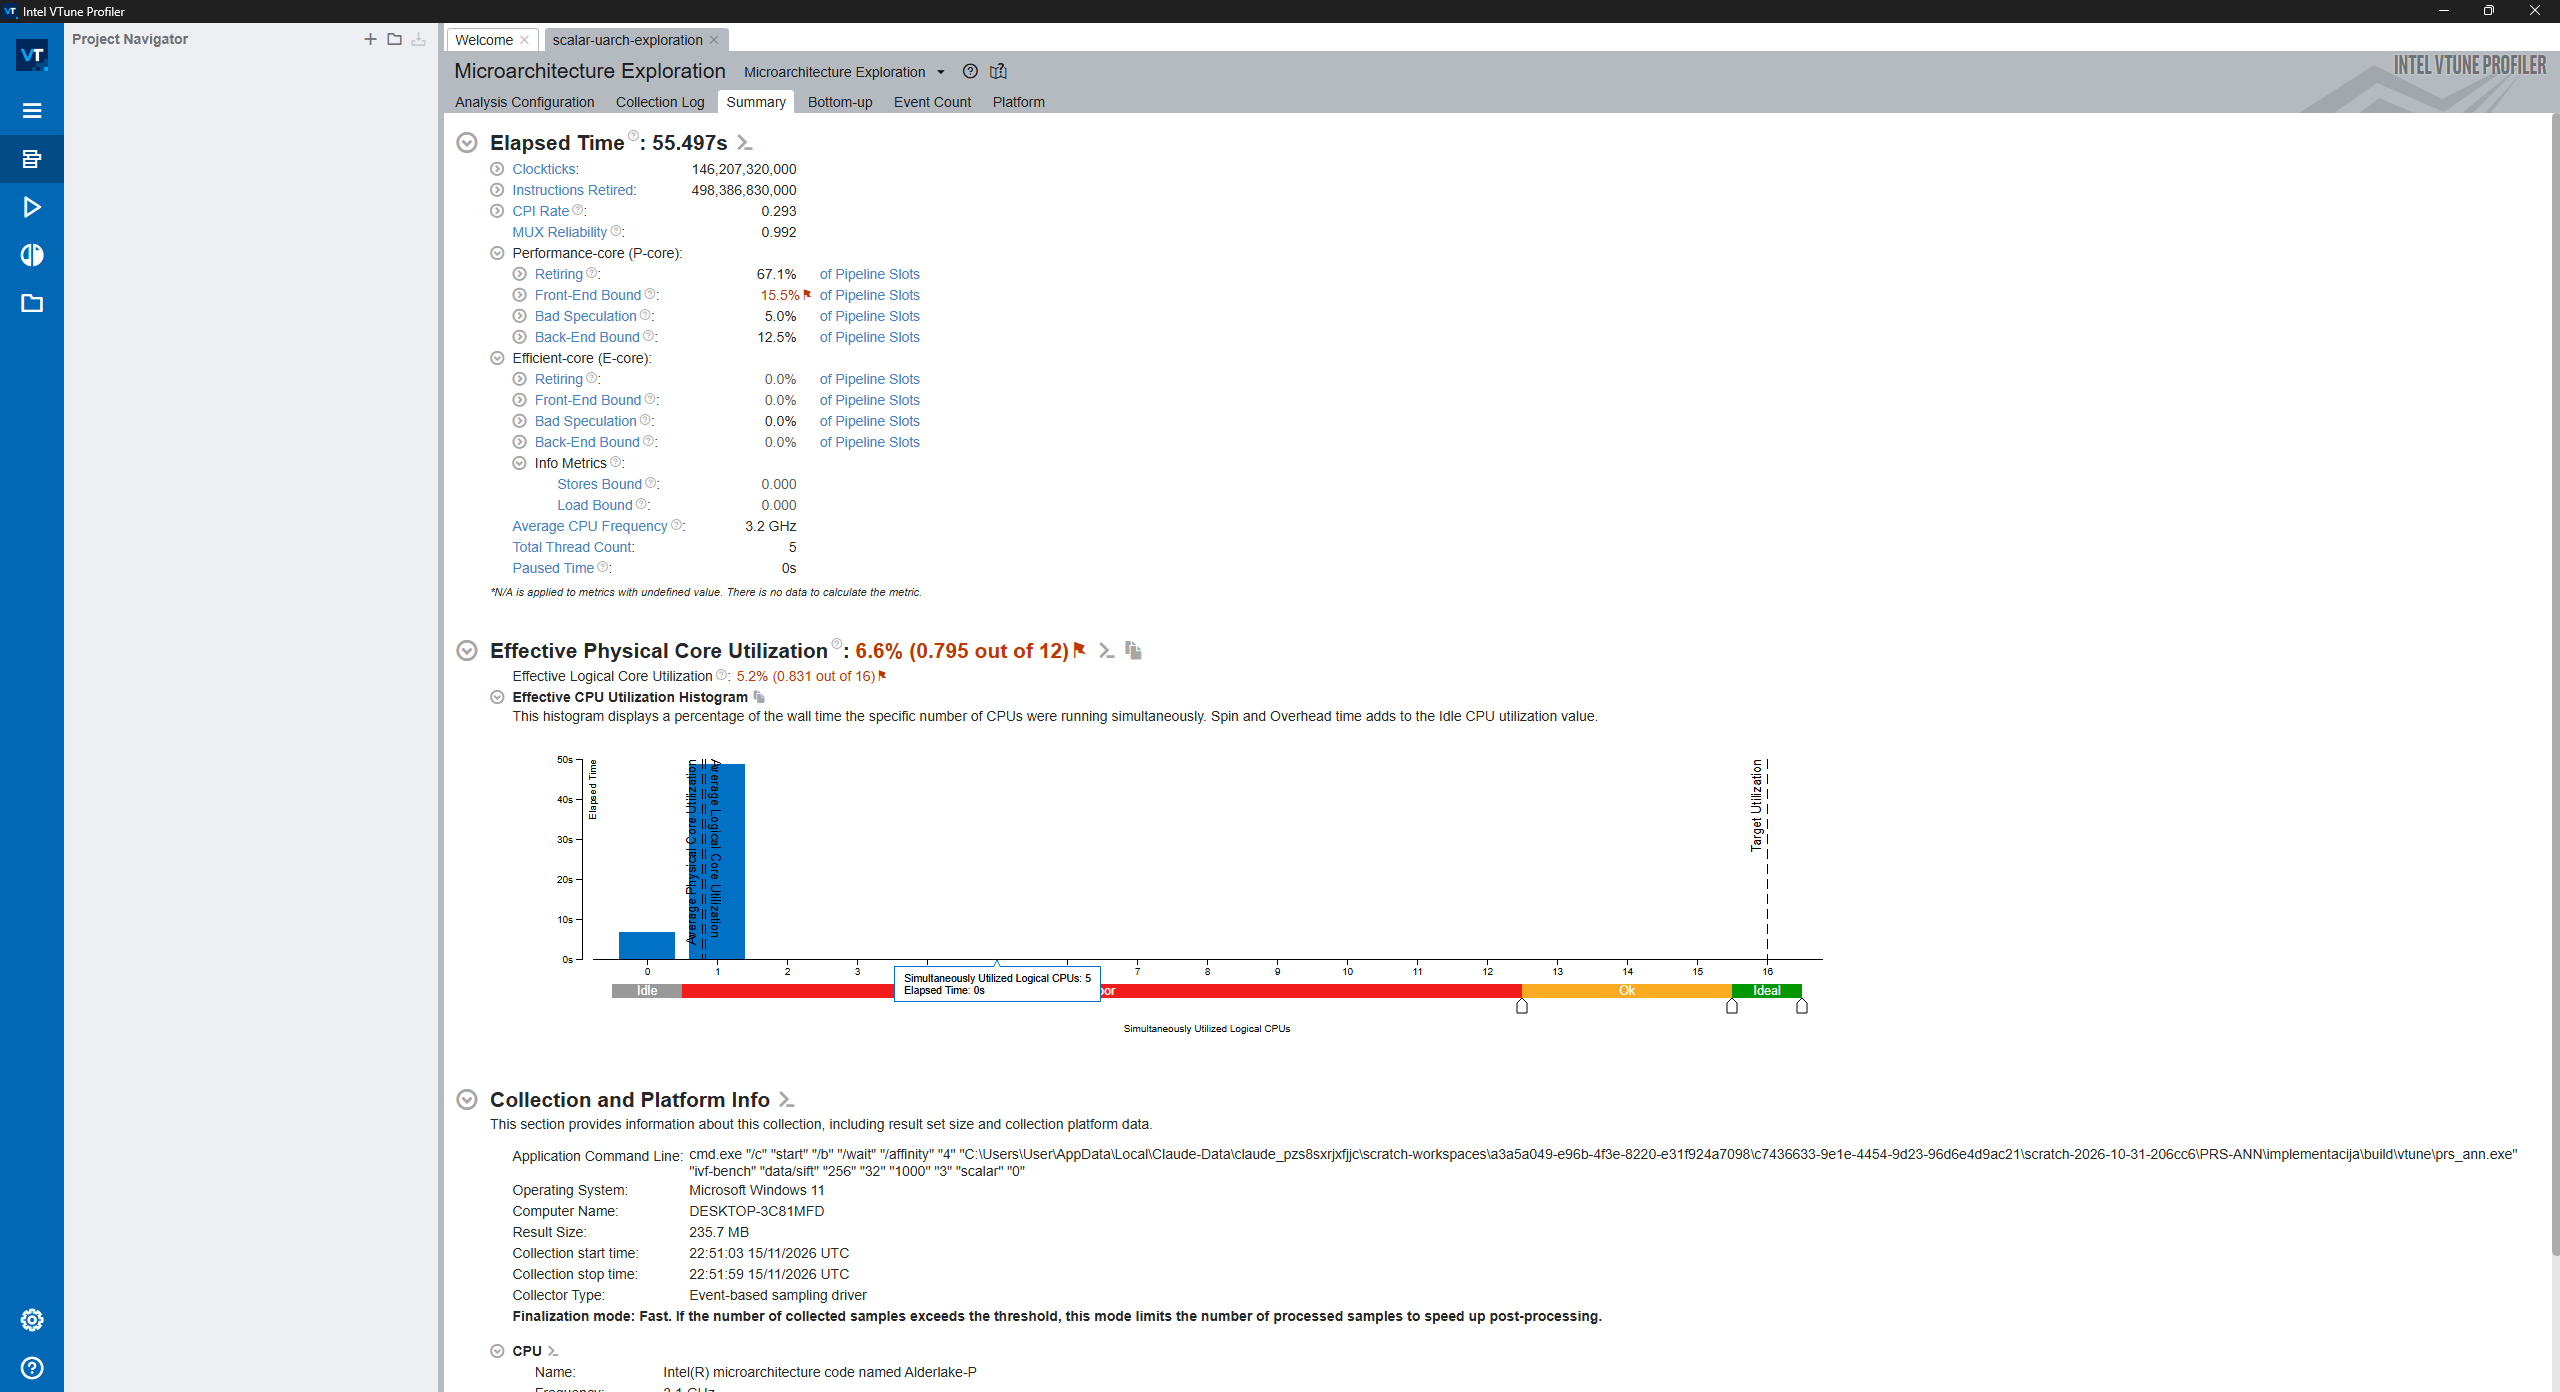 Intel VTune Profiler
Project Navigator
Welcome
scalar-uarch-exploration
Microarchitecture Exploration Microarchitecture Exploration
INTEL VTUNE PROFILER
Analysis Configuration Collection Log Summary Bottom-up Event Count Platform
Elapsed Time: 55.497s
Clockticks: 146,207,320,000
Instructions Retired: 498,386,830,000
CPI Rate: 0.293
MUX Reliability: 0.992
Performance-core (P-core):
Retiring: 67.1% of Pipeline Slots
Front-End Bound: 15.5% of Pipeline Slots
Bad Speculation: 5.0% of Pipeline Slots
Back-End Bound: 12.5% of Pipeline Slots
Efficient-core (E-core):
Retiring: 0.0% of Pipeline Slots
Front-End Bound: 0.0% of Pipeline Slots
Bad Speculation: 0.0% of Pipeline Slots
Back-End Bound: 0.0% of Pipeline Slots
Info Metrics:
Stores Bound: 0.000
Load Bound: 0.000
Average CPU Frequency: 3.2 GHz
Total Thread Count: 5
Paused Time: 0s
*N/A is applied to metrics with undefined value. There is no data to calculate the metric.
Effective Physical Core Utilization: 6.6% (0.795 out of 12)
Effective Logical Core Utilization: 5.2% (0.831 out of 16)
Effective CPU Utilization Histogram
This histogram displays a percentage of the wall time the specific number of CPUs were running simultaneously. Spin and Overhead time adds to the Idle CPU utilization value.
50s
40s
30s
20s
10s
0s
Elapsed Time
Average Physical Core Utilization
Average Logical Core Utilization
Target Utilization
0 1 2 3 7 8 9 10 11 12 13 14 15 16
Simultaneously Utilized Logical CPUs: 5
Elapsed Time: 0s
Idle oor Ok Ideal
Simultaneously Utilized Logical CPUs
Collection and Platform Info
This section provides information about this collection, including result set size and collection platform data.
Application Command Line: cmd.exe "/c" "start" "/b" "/wait" "/affinity" "4" "C:\Users\User\AppData\Local\Claude-Data\claude_pzs8sxrjxfjjc\scratch-workspaces\a3a5a049-e96b-4f3e-8220-e31f924a7098\c7436633-9e1e-4454-9d23-96d6e4d9ac21\scratch-2026-10-31-206cc6\PRS-ANN\implementacija\build\vtune\prs_ann.exe"
"ivf-bench" "data/sift" "256" "32" "1000" "3" "scalar" "0"
Operating System: Microsoft Windows 11
Computer Name: DESKTOP-3C81MFD
Result Size: 235.7 MB
Collection start time: 22:51:03 15/11/2026 UTC
Collection stop time: 22:51:59 15/11/2026 UTC
Collector Type: Event-based sampling driver
Finalization mode: Fast. If the number of collected samples exceeds the threshold, this mode limits the number of processed samples to speed up post-processing.
CPU
Name: Intel(R) microarchitecture code named Alderlake-P
Frequency: 3.1 GHz